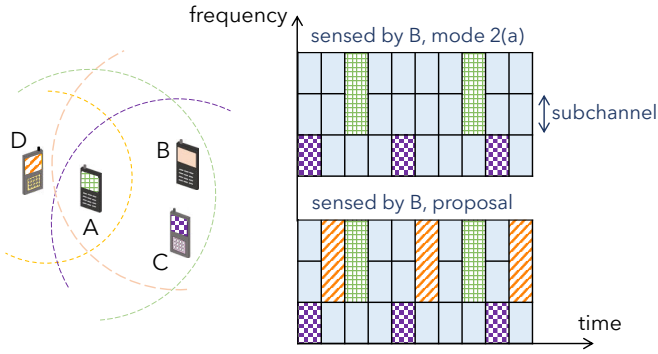 frequency
sensed by B, mode 2(a)
subchannel
D
B
A
C
sensed by B, proposal
time